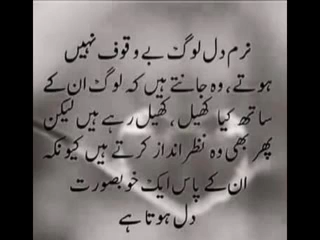 نرم دل لوگ بے وقوف نہیں
ہوتے، وہ جانتے ہیں کہ لوگ ان کے
ساتھ کیا کھیل، کھیل رہے ہیں لیکن
پھر بھی وہ نظر انداز کرتے ہیں کیونکہ
ان کے پاس ایک خوبصورت
دل ہوتا ہے